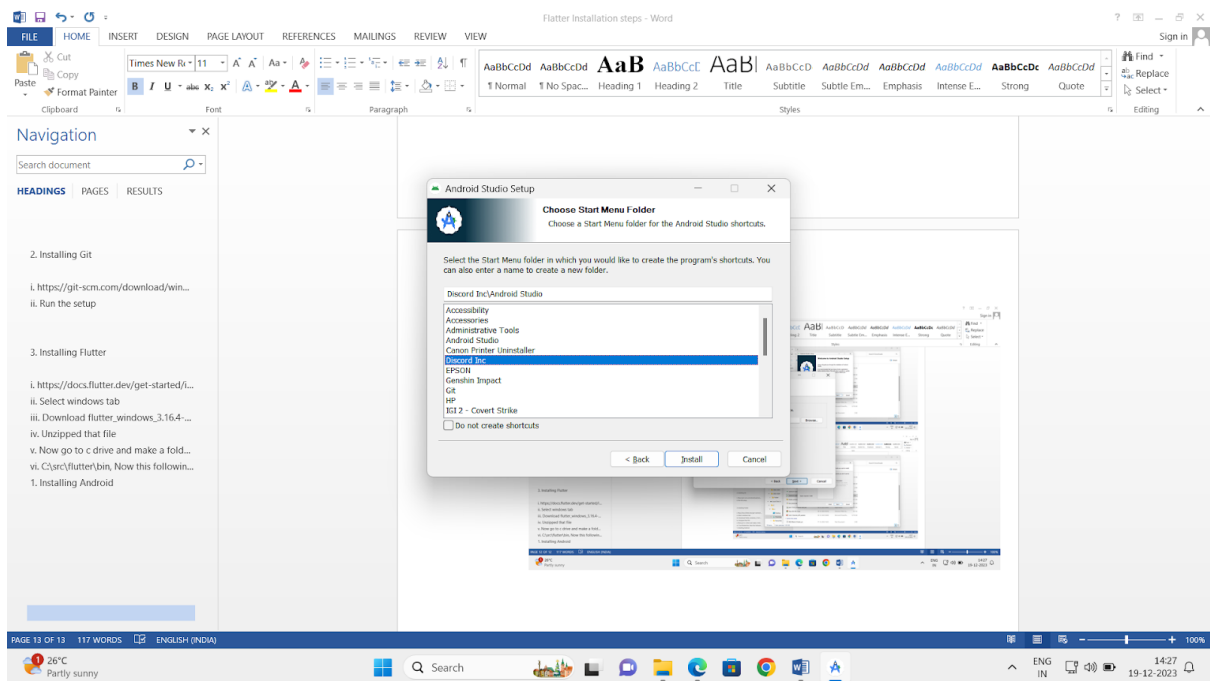 Flatter Installation steps - Word
FILE HOME INSERT DESIGN PAGE LAYOUT REFERENCES MAILINGS REVIEW VIEW Sign in
Paste
Cut
Copy
Format Painter
Clipboard
Times New R 11
Font
Paragraph
AaBbCcDd AaBbCcDd AaB AaBbCcE AaBl AaBbCcD AaBbCcDd AaBbCcDd AaBbCcDd AaBbCcDc AaBbCcDd
¶ Normal ¶ No Spac... Heading 1 Heading 2 Title Subtitle Subtle Em... Emphasis Intense E... Strong Quote
Styles
Find
Replace
Select
Editing
Navigation
Search document
HEADINGS PAGES RESULTS
2. Installing Git
i. https://git-scm.com/download/win...
ii. Run the setup
3. Installing Flutter
i. https://docs.flutter.dev/get-started/i...
ii. Select windows tab
iii. Download flutter_windows_3.16.4-...
iv. Unzipped that file
v. Now go to c drive and make a fold...
vi. C:\src\flutter\bin, Now this followin...
1. Installing Android
Android Studio Setup
Choose Start Menu Folder
Choose a Start Menu folder for the Android Studio shortcuts.
Select the Start Menu folder in which you would like to create the program's shortcuts. You
can also enter a name to create a new folder.
Discord Inc\Android Studio
Accessibility
Accessories
Administrative Tools
Android Studio
Canon Printer Uninstaller
Discord Inc
EPSON
Genshin Impact
Git
HP
IGI 2 - Covert Strike
Do not create shortcuts
< Back Install Cancel
PAGE 13 OF 13 117 WORDS ENGLISH (INDIA) 100%
1
26°C
Partly sunny
Search
ENG
IN
14:27
19-12-2023